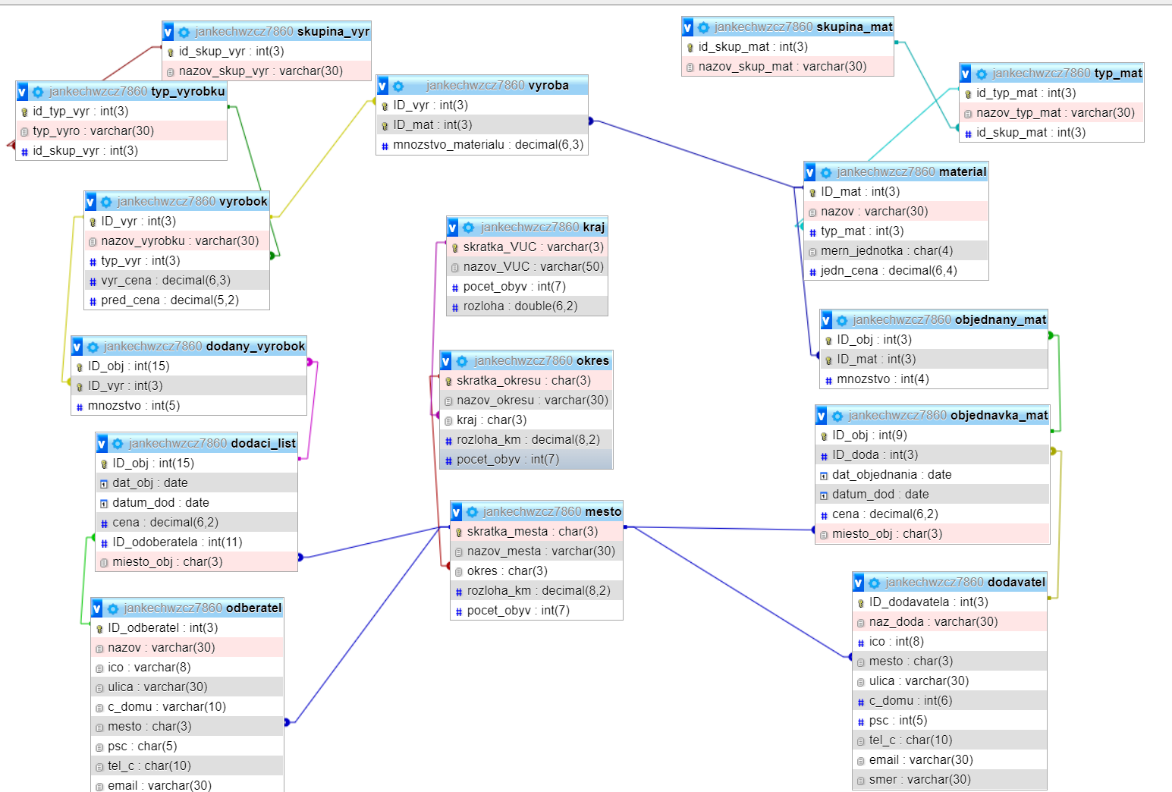 jankechwzcz7860 skupina_vyr
id_skup_vyr : int(3)
nazov_skup_vyr : varchar(30)
jankechwzcz7860 typ_vyrobku
id_typ_vyr : int(3)
typ_vyro : varchar(30)
id_skup_vyr : int(3)
jankechwzcz7860 vyroba
ID_vyr : int(3)
ID_mat : int(3)
mnozstvo_materialu : decimal(6,3)
jankechwzcz7860 skupina_mat
id_skup_mat : int(3)
nazov_skup_mat : varchar(30)
jankechwzcz7860 typ_mat
id_typ_mat : int(3)
nazov_typ_mat : varchar(30)
id_skup_mat : int(3)
jankechwzcz7860 material
ID_mat : int(3)
nazov : varchar(30)
typ_mat : int(3)
mern_jednotka : char(4)
jedn_cena : decimal(6,4)
jankechwzcz7860 vyrobok
ID_vyr : int(3)
nazov_vyrobku : varchar(30)
typ_vyr : int(3)
vyr_cena : decimal(6,3)
pred_cena : decimal(5,2)
jankechwzcz7860 kraj
skratka_VUC : varchar(3)
nazov_VUC : varchar(50)
pocet_obyv : int(7)
rozloha : double(6,2)
jankechwzcz7860 objednany_mat
ID_obj : int(3)
ID_mat : int(3)
mnozstvo : int(4)
jankechwzcz7860 dodany_vyrobok
ID_obj : int(15)
ID_vyr : int(3)
mnozstvo : int(5)
jankechwzcz7860 okres
skratka_okresu : char(3)
nazov_okresu : varchar(30)
kraj : char(3)
rozloha_km : decimal(8,2)
pocet_obyv : int(7)
jankechwzcz7860 objednavka_mat
ID_obj : int(9)
ID_doda : int(3)
dat_objednania : date
datum_dod : date
cena : decimal(6,2)
miesto_obj : char(3)
jankechwzcz7860 dodaci_list
ID_obj : int(15)
dat_obj : date
datum_dod : date
cena : decimal(6,2)
ID_odoberatela : int(11)
miesto_obj : char(3)
jankechwzcz7860 mesto
skratka_mesta : char(3)
nazov_mesta : varchar(30)
okres : char(3)
rozloha_km : decimal(8,2)
pocet_obyv : int(7)
jankechwzcz7860 odberatel
ID_odberatel : int(3)
nazov : varchar(30)
ico : varchar(8)
ulica : varchar(30)
c_domu : varchar(10)
mesto : char(3)
psc : char(5)
tel_c : char(10)
email : varchar(30)
jankechwzcz7860 dodavatel
ID_dodavatela : int(3)
naz_doda : varchar(30)
ico : int(8)
mesto : char(3)
ulica : varchar(30)
c_domu : int(6)
psc : int(5)
tel_c : char(10)
email : varchar(30)
smer : varchar(30)